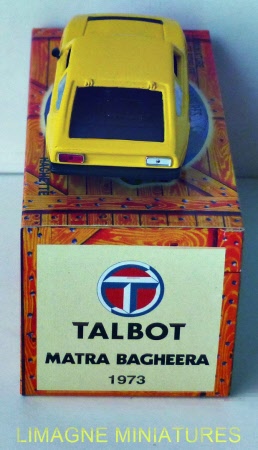 TALBOT
MATRA BAGHEERA
1973
LIMAGNE MINIATURES